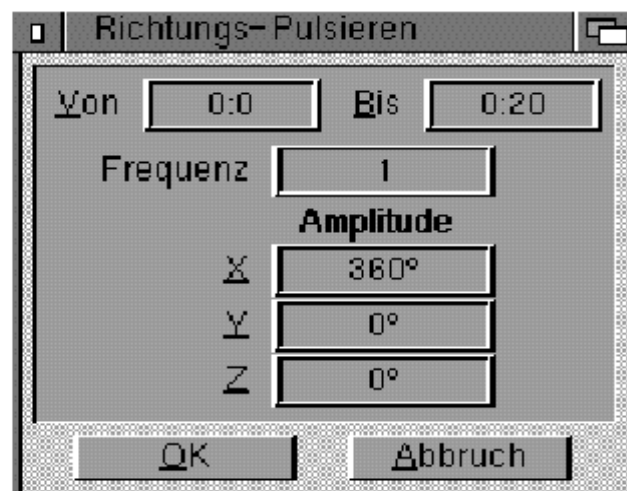 Richtungs-Pulsieren
Von 0:0 Bis 0:20
Frequenz 1
Amplitude
X 360°
Y 0°
Z 0°
OK Abbruch